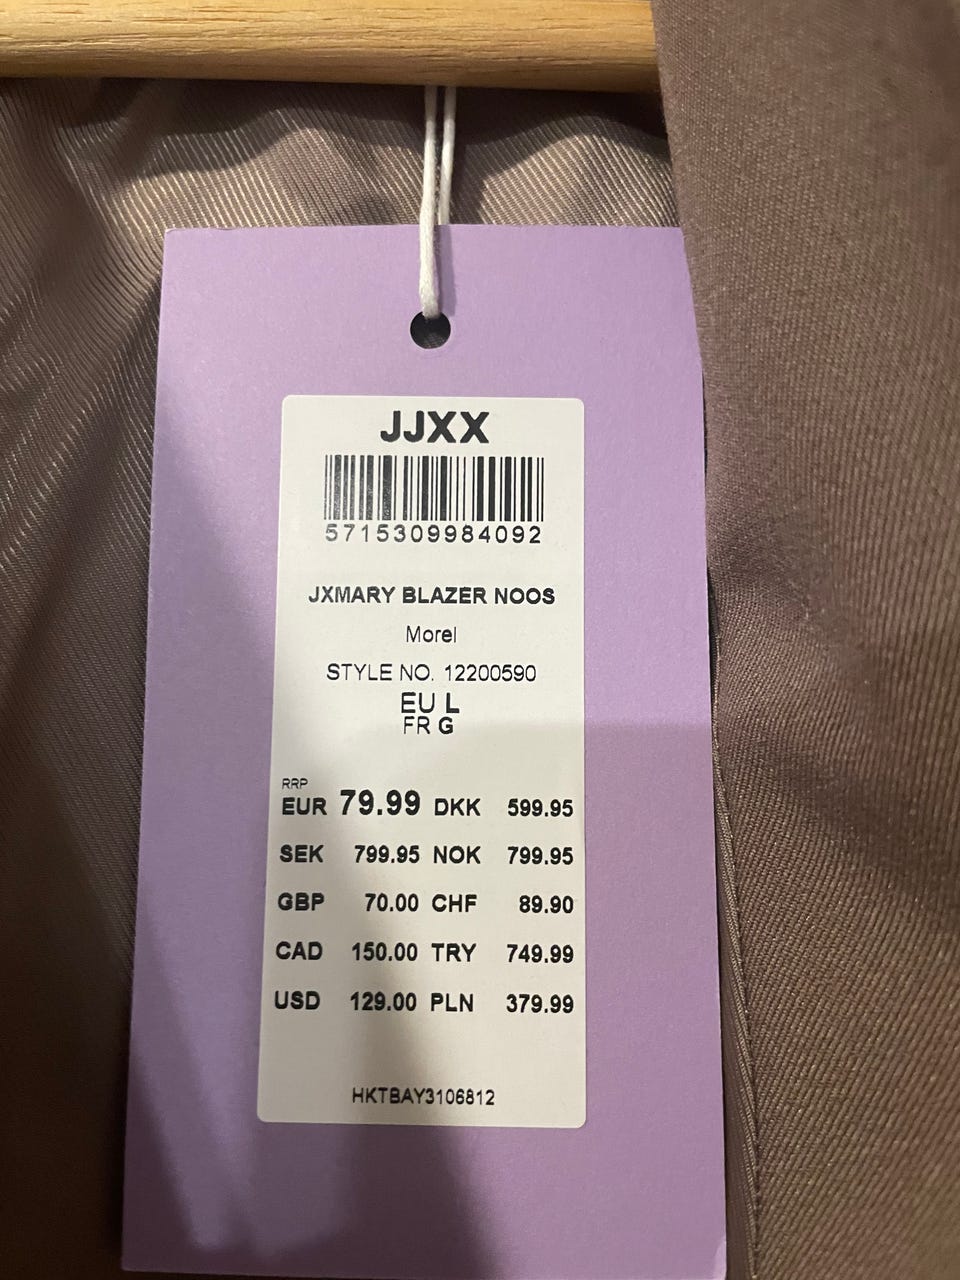 JJXX
5715309984092
JXMARY BLAZER NOOS
Morel
STYLE NO. 12200590
EU L
FR G
RRP
EUR 79.99 DKK 599.95
SEK 799.95 NOK 799.95
GBP 70.00 CHF 89.90
CAD 150.00 TRY 749.99
USD 129.00 PLN 379.99
HKTBAY3106812